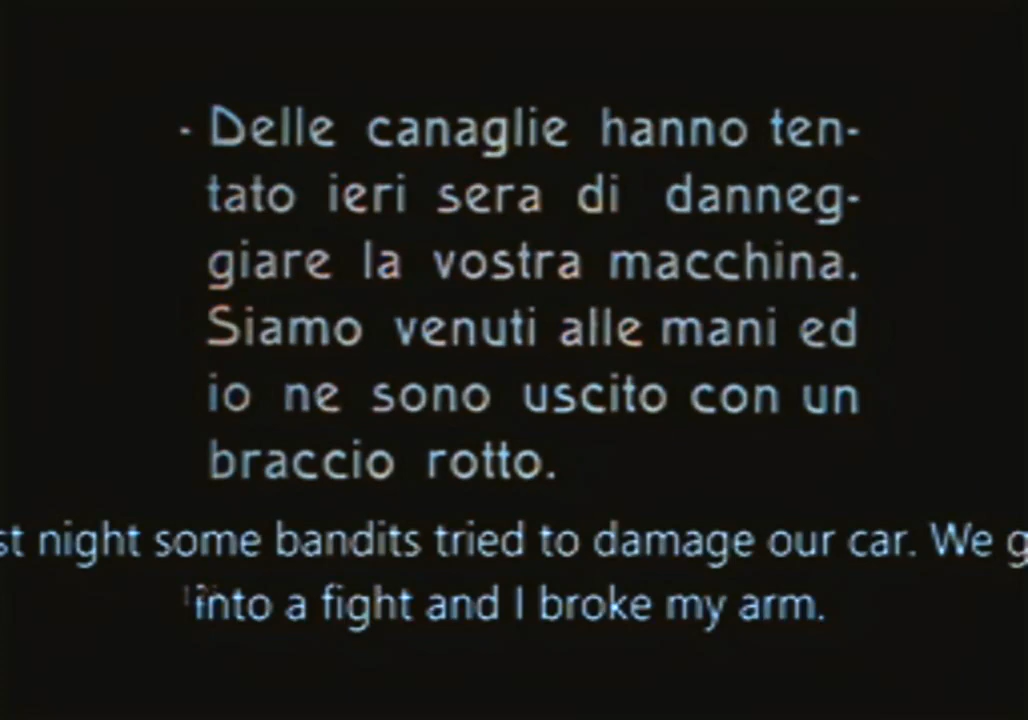 - Delle canaglie hanno ten-
tato ieri sera di danneg-
giare la vostra macchina.
Siamo venuti alle mani ed
io ne sono uscito con un
braccio rotto.
night some bandits tried to damage our car. We
into a fight and I broke my arm.